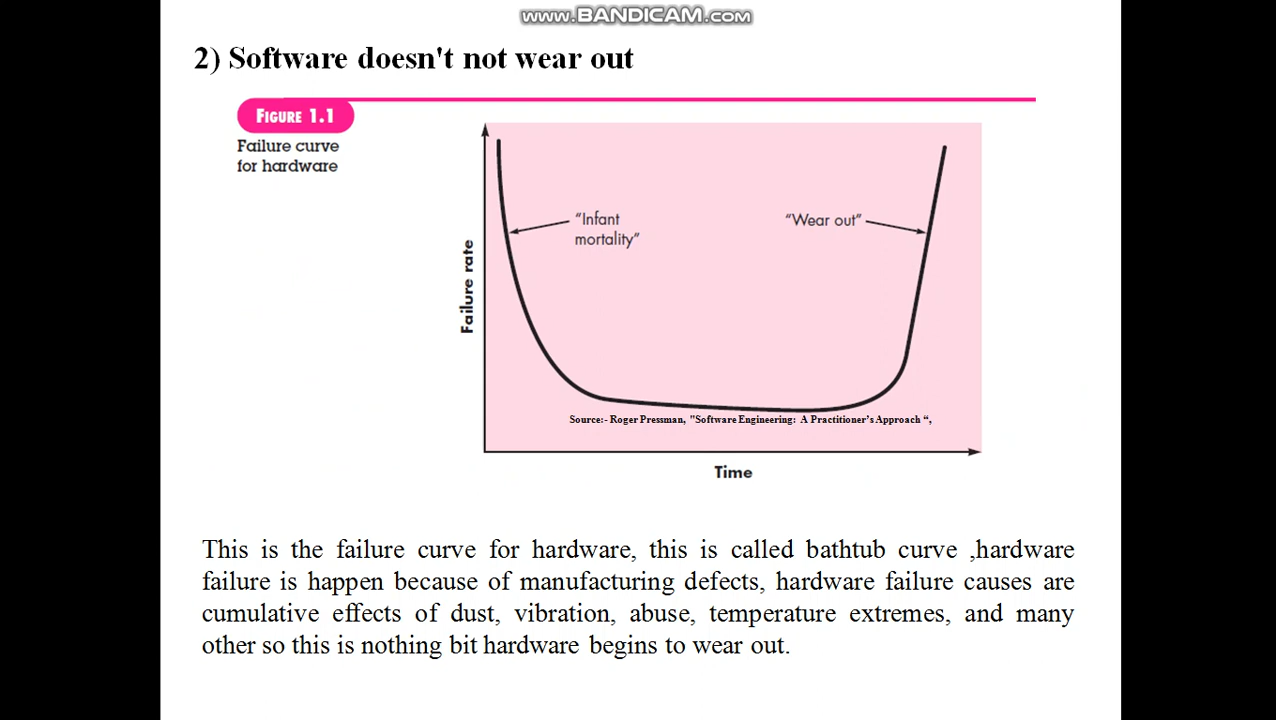 www.BANDICAM.com
2) Software doesn't not wear out
FIGURE 1.1
Failure curve
for hardware
"Infant
mortality"
"Wear out"
Failure rate
Source:- Roger Pressman, "Software Engineering: A Practitioner's Approach “,
Time
This is the failure curve for hardware, this is called bathtub curve ,hardware
failure is happen because of manufacturing defects, hardware failure causes are
cumulative effects of dust, vibration, abuse, temperature extremes, and many
other so this is nothing bit hardware begins to wear out.